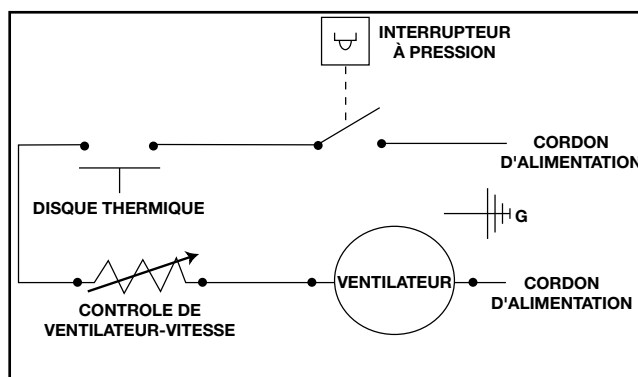 INTERRUPTEUR
À PRESSION
CORDON
D'ALIMENTATION
DISQUE THERMIQUE
G
VENTILATEUR
CORDON
D'ALIMENTATION
CONTROLE DE
VENTILATEUR-VITESSE